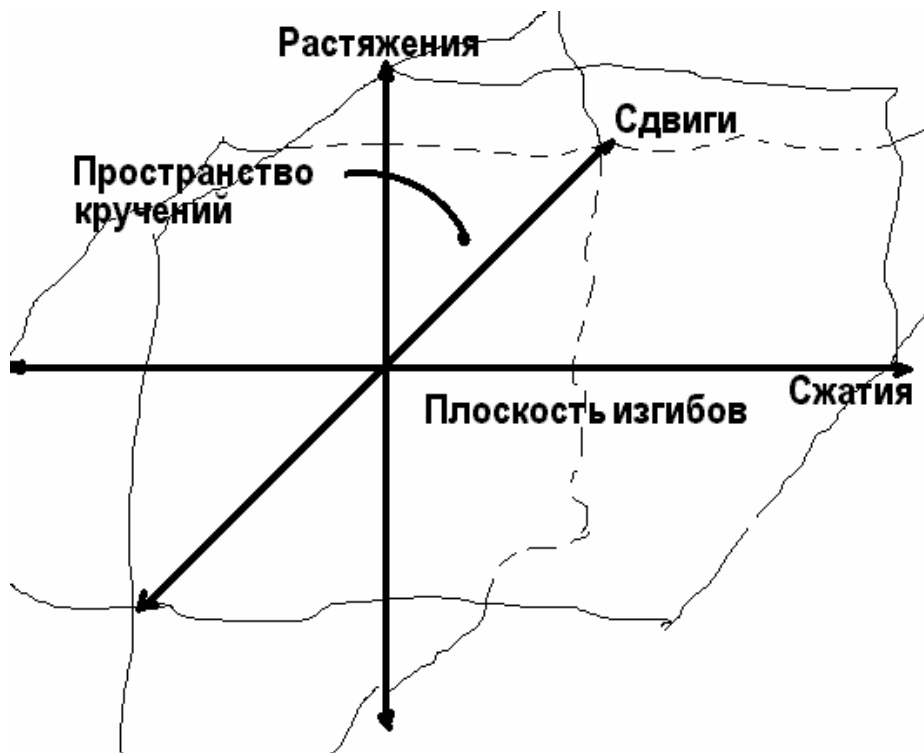 Растяжения
Сдвиги
Пространство
кручений
Сжатия
Плоскость изгибов